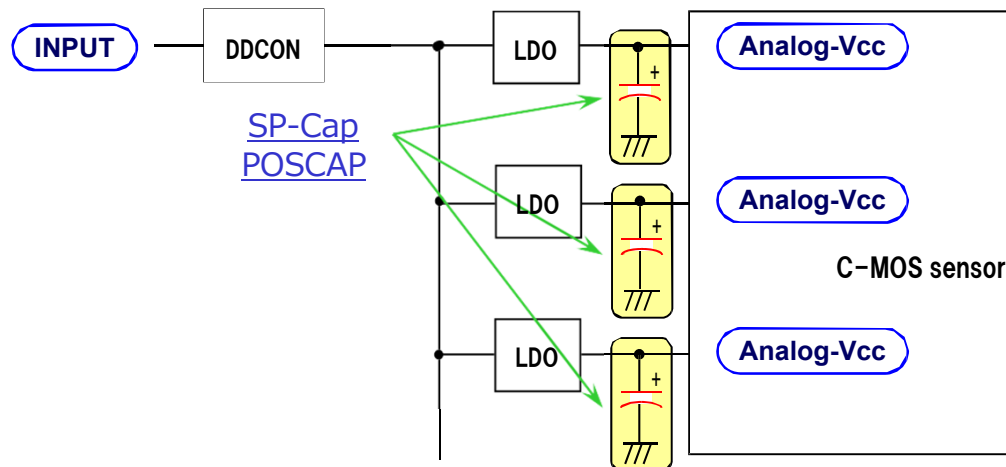 INPUT
DDCON
LDO
+
Analog-Vcc
SP-Cap
POSCAP
LDO
+
Analog-Vcc
C-MOS sensor
LDO
+
Analog-Vcc